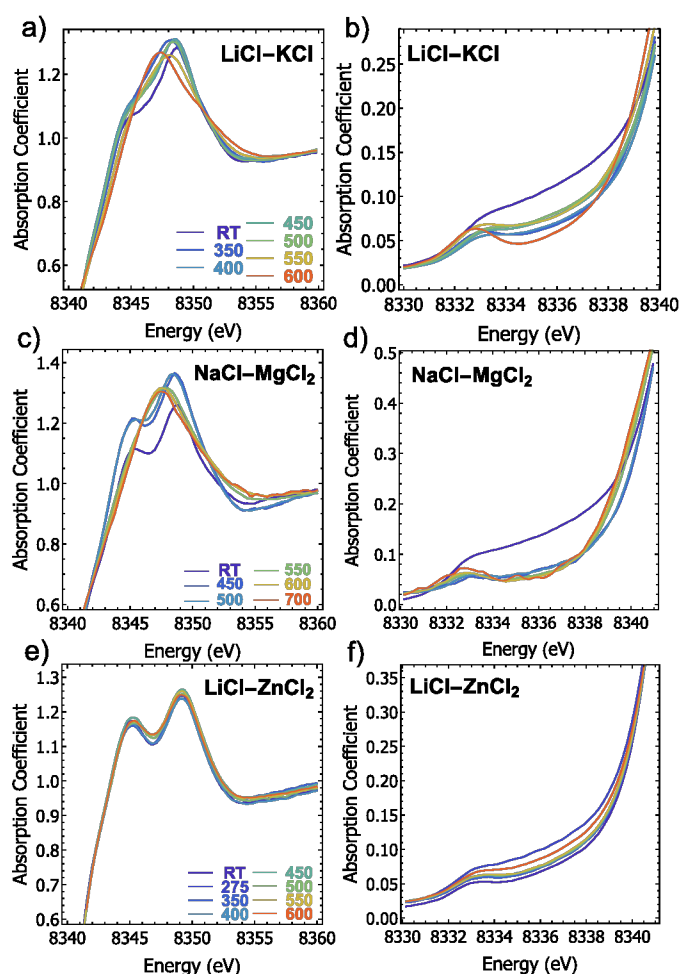 a)
LiCl–KCl
Absorption Coefficient
1.2
1.0
0.8
0.6
RT
350
400
450
500
550
600
8340 8345 8350 8355 8360
Energy (eV)
b)
LiCl–KCl
Absorption Coefficient
0.25
0.20
0.15
0.10
0.05
0.00
8330 8332 8334 8336 8338 8340
Energy (eV)
c)
NaCl–MgCl2
Absorption Coefficient
1.4
1.2
1.0
0.8
0.6
RT
450
500
550
600
700
8340 8345 8350 8355 8360
Energy (eV)
d)
NaCl–MgCl2
Absorption Coefficient
0.5
0.4
0.3
0.2
0.1
0.0
8330 8332 8334 8336 8338 8340
Energy (eV)
e)
LiCl–ZnCl2
Absorption Coefficient
1.3
1.2
1.1
1.0
0.9
0.8
0.7
0.6
RT
275
350
400
450
500
550
600
8340 8345 8350 8355 8360
Energy (eV)
f)
LiCl–ZnCl2
Absorption Coefficient
0.35
0.30
0.25
0.20
0.15
0.10
0.05
0.00
8330 8332 8334 8336 8338 8340
Energy (eV)